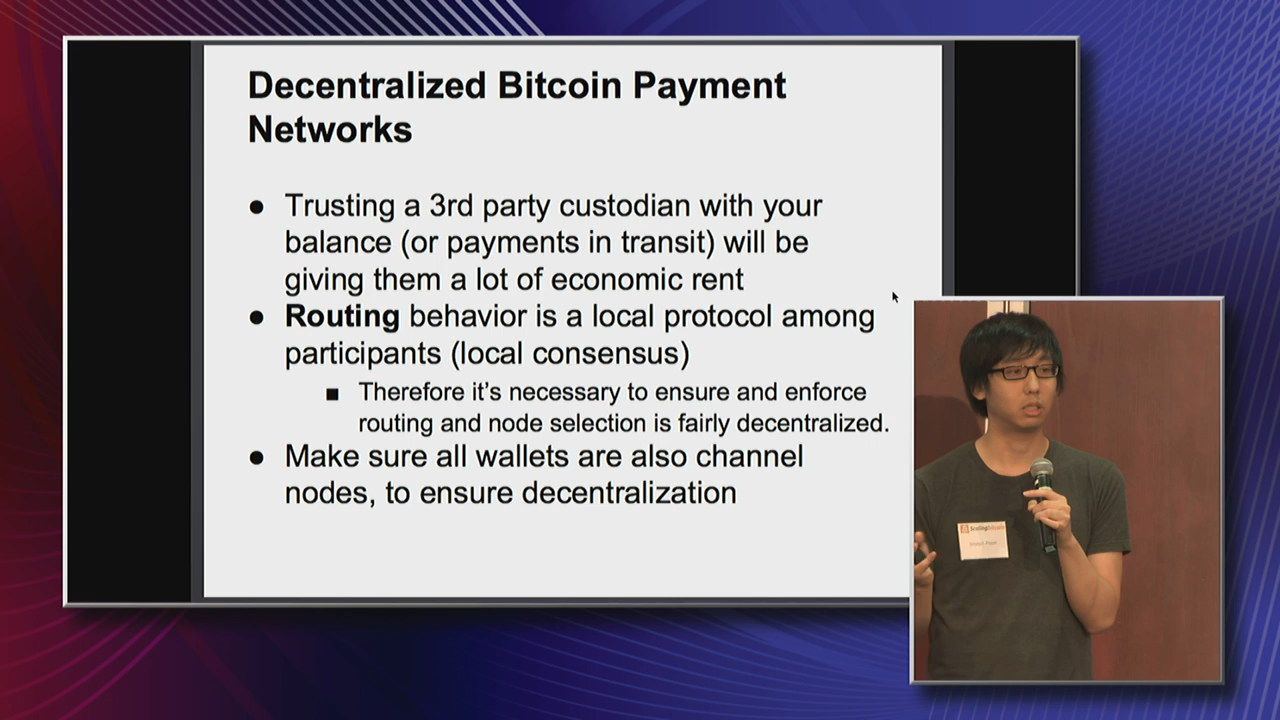 Decentralized Bitcoin Payment
Networks
● Trusting a 3rd party custodian with your
balance (or payments in transit) will be
giving them a lot of economic rent
● Routing behavior is a local protocol among
participants (local consensus)
■ Therefore it's necessary to ensure and enforce
routing and node selection is fairly decentralized.
● Make sure all wallets are also channel
nodes, to ensure decentralization